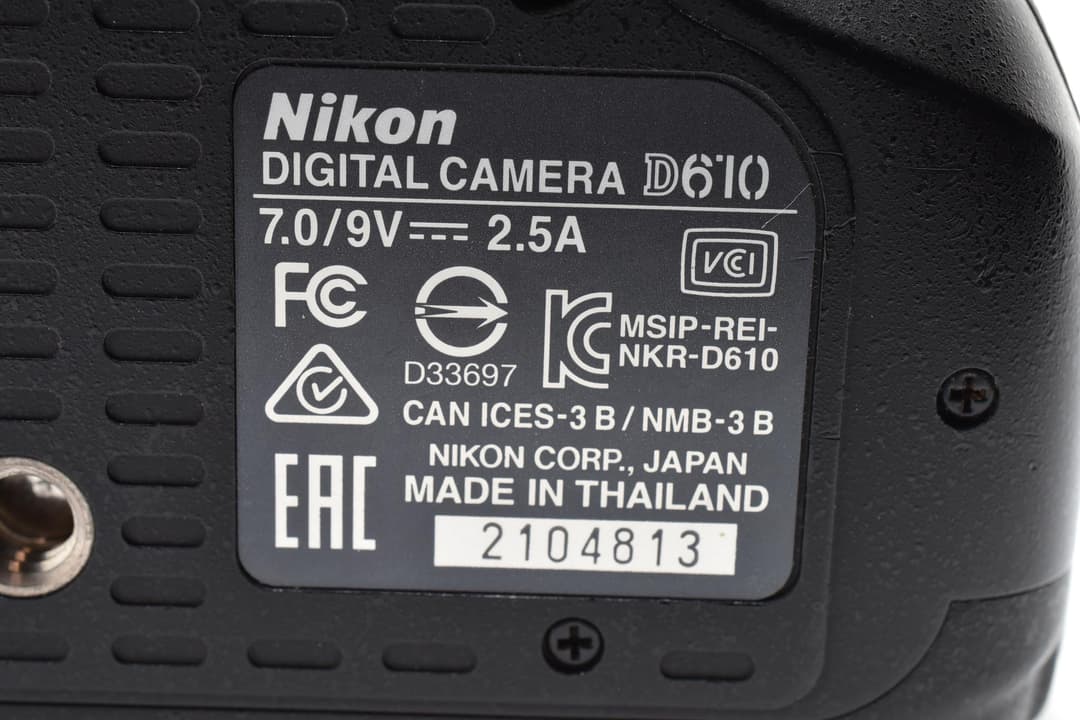 Nikon
DIGITAL CAMERA D610
7.0/9V⎓ 2.5A
VCCI
FC
D33697
MSIP-REI-
NKR-D610
CAN ICES-3 B / NMB-3 B
EAC
NIKON CORP., JAPAN
MADE IN THAILAND
2104813